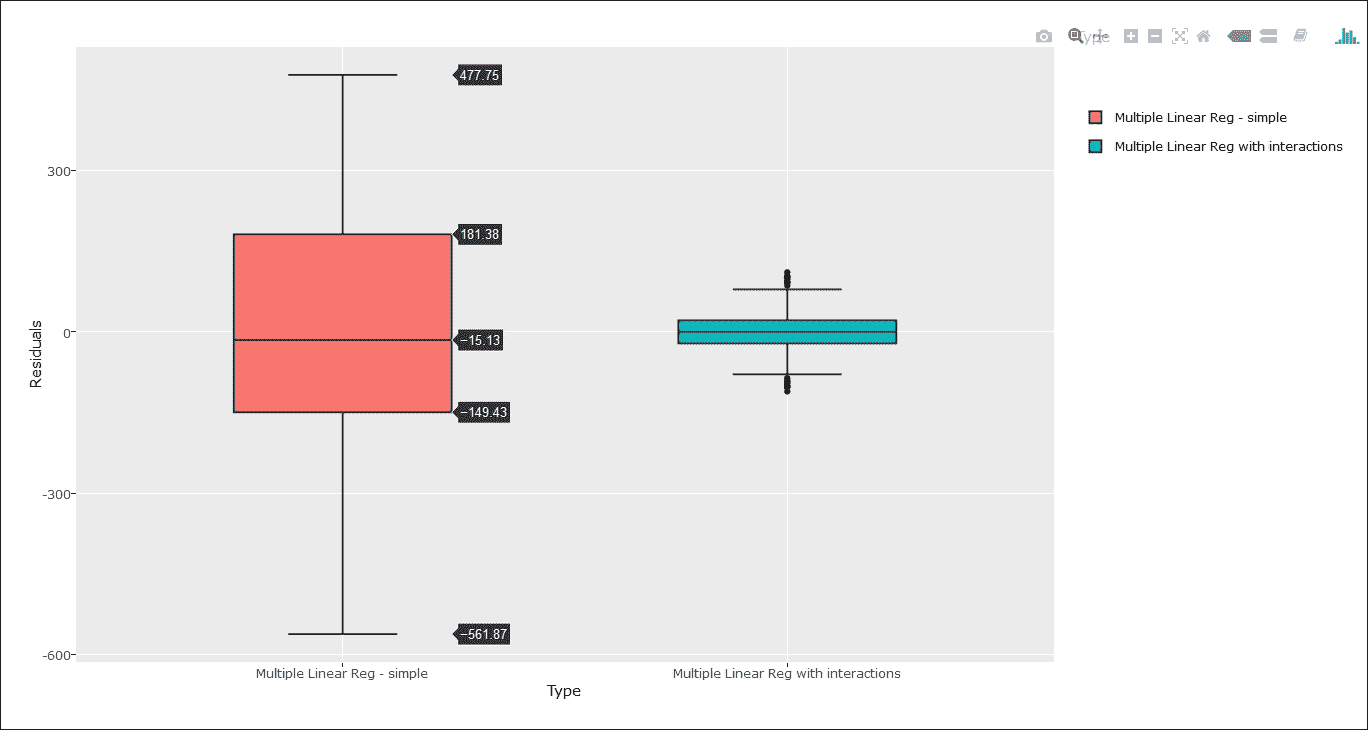 Type
477.75
Multiple Linear Reg - simple
Multiple Linear Reg with interactions
300
181.38
0
−15.13
Residuals
−149.43
-300
−561.87
-600
Multiple Linear Reg - simple
Multiple Linear Reg with interactions
Type